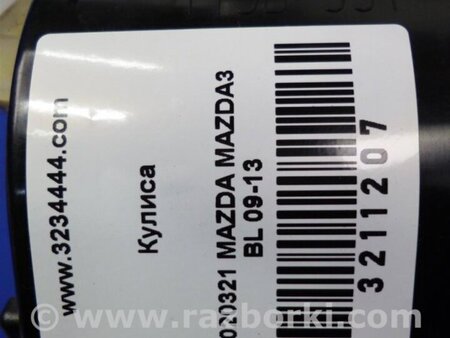 www.3234444.com
Кулиса
020321 MAZDA MAZDA3
BL 09-13
3211207
© www.razborki.com